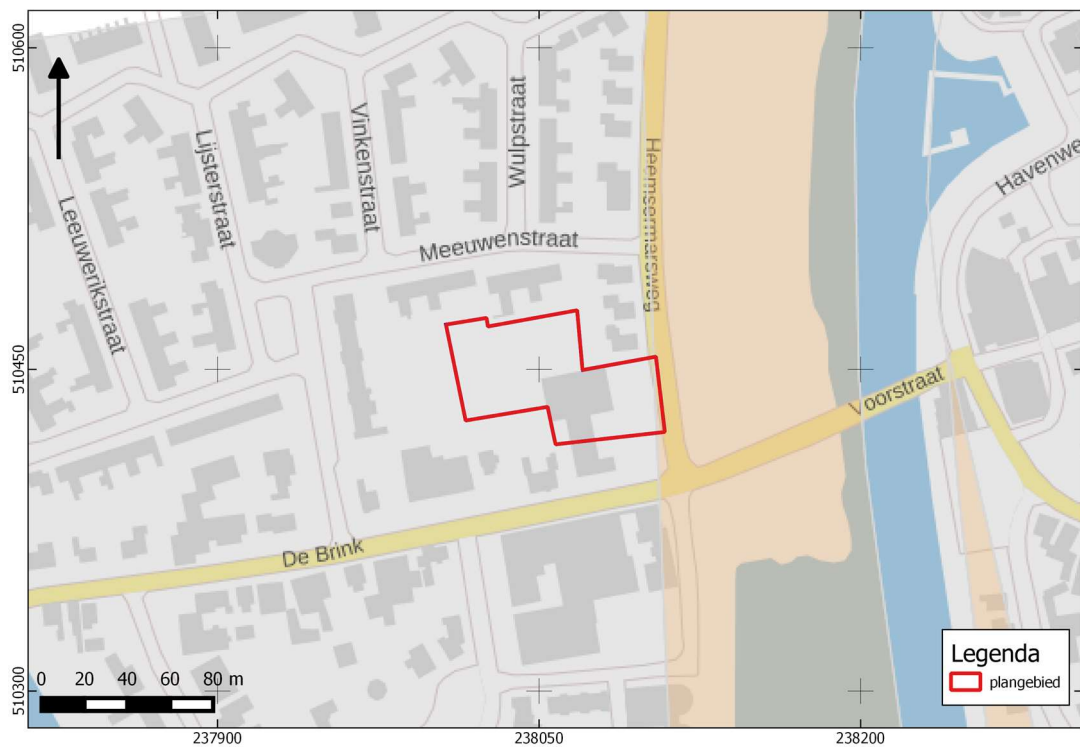 510600
510450
510300
237900
238050
238200
Leeuwerikstraat
Lijsterstraat
Vinkenstraat
Wulpstraat
Meeuwenstraat
Heemsermarsweg
Havenwe
Voorstraat
De Brink
0 20 40 60 80 m
Legenda
plangebied